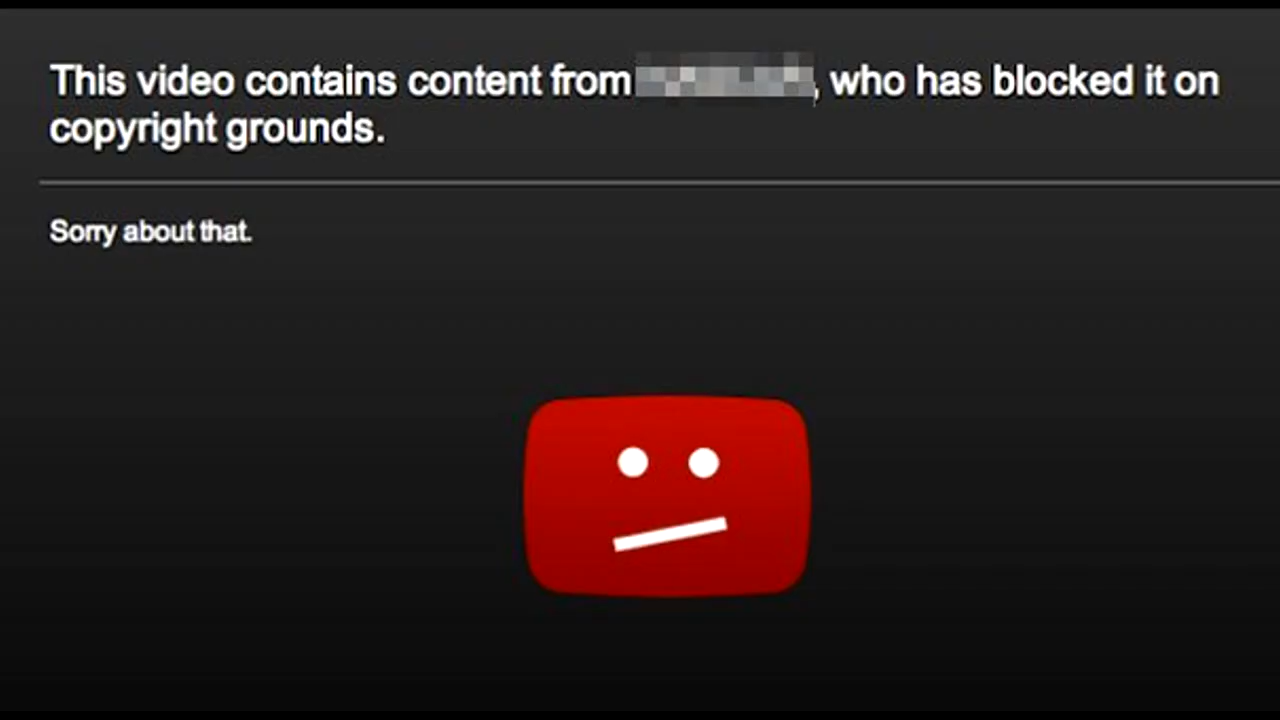 This video contains content from , who has blocked it on
copyright grounds.
Sorry about that.